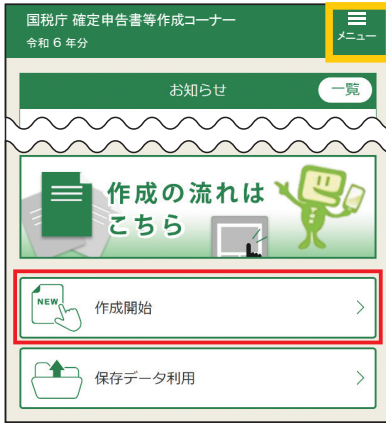 国税庁 確定申告書等作成コーナー
令和 6 年分
メニュー
お知らせ
一覧
作成の流れは
こちら
NEW
作成開始
保存データ利用